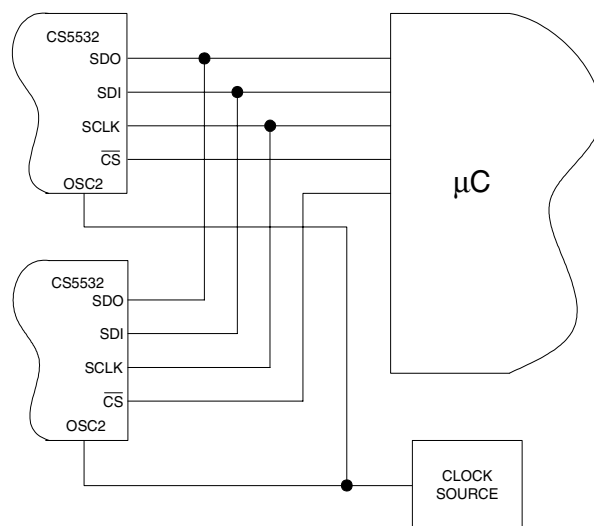 CS5532
SDO
SDI
SCLK
CS
OSC2
μC
CS5532
SDO
SDI
SCLK
CS
OSC2
CLOCK
SOURCE